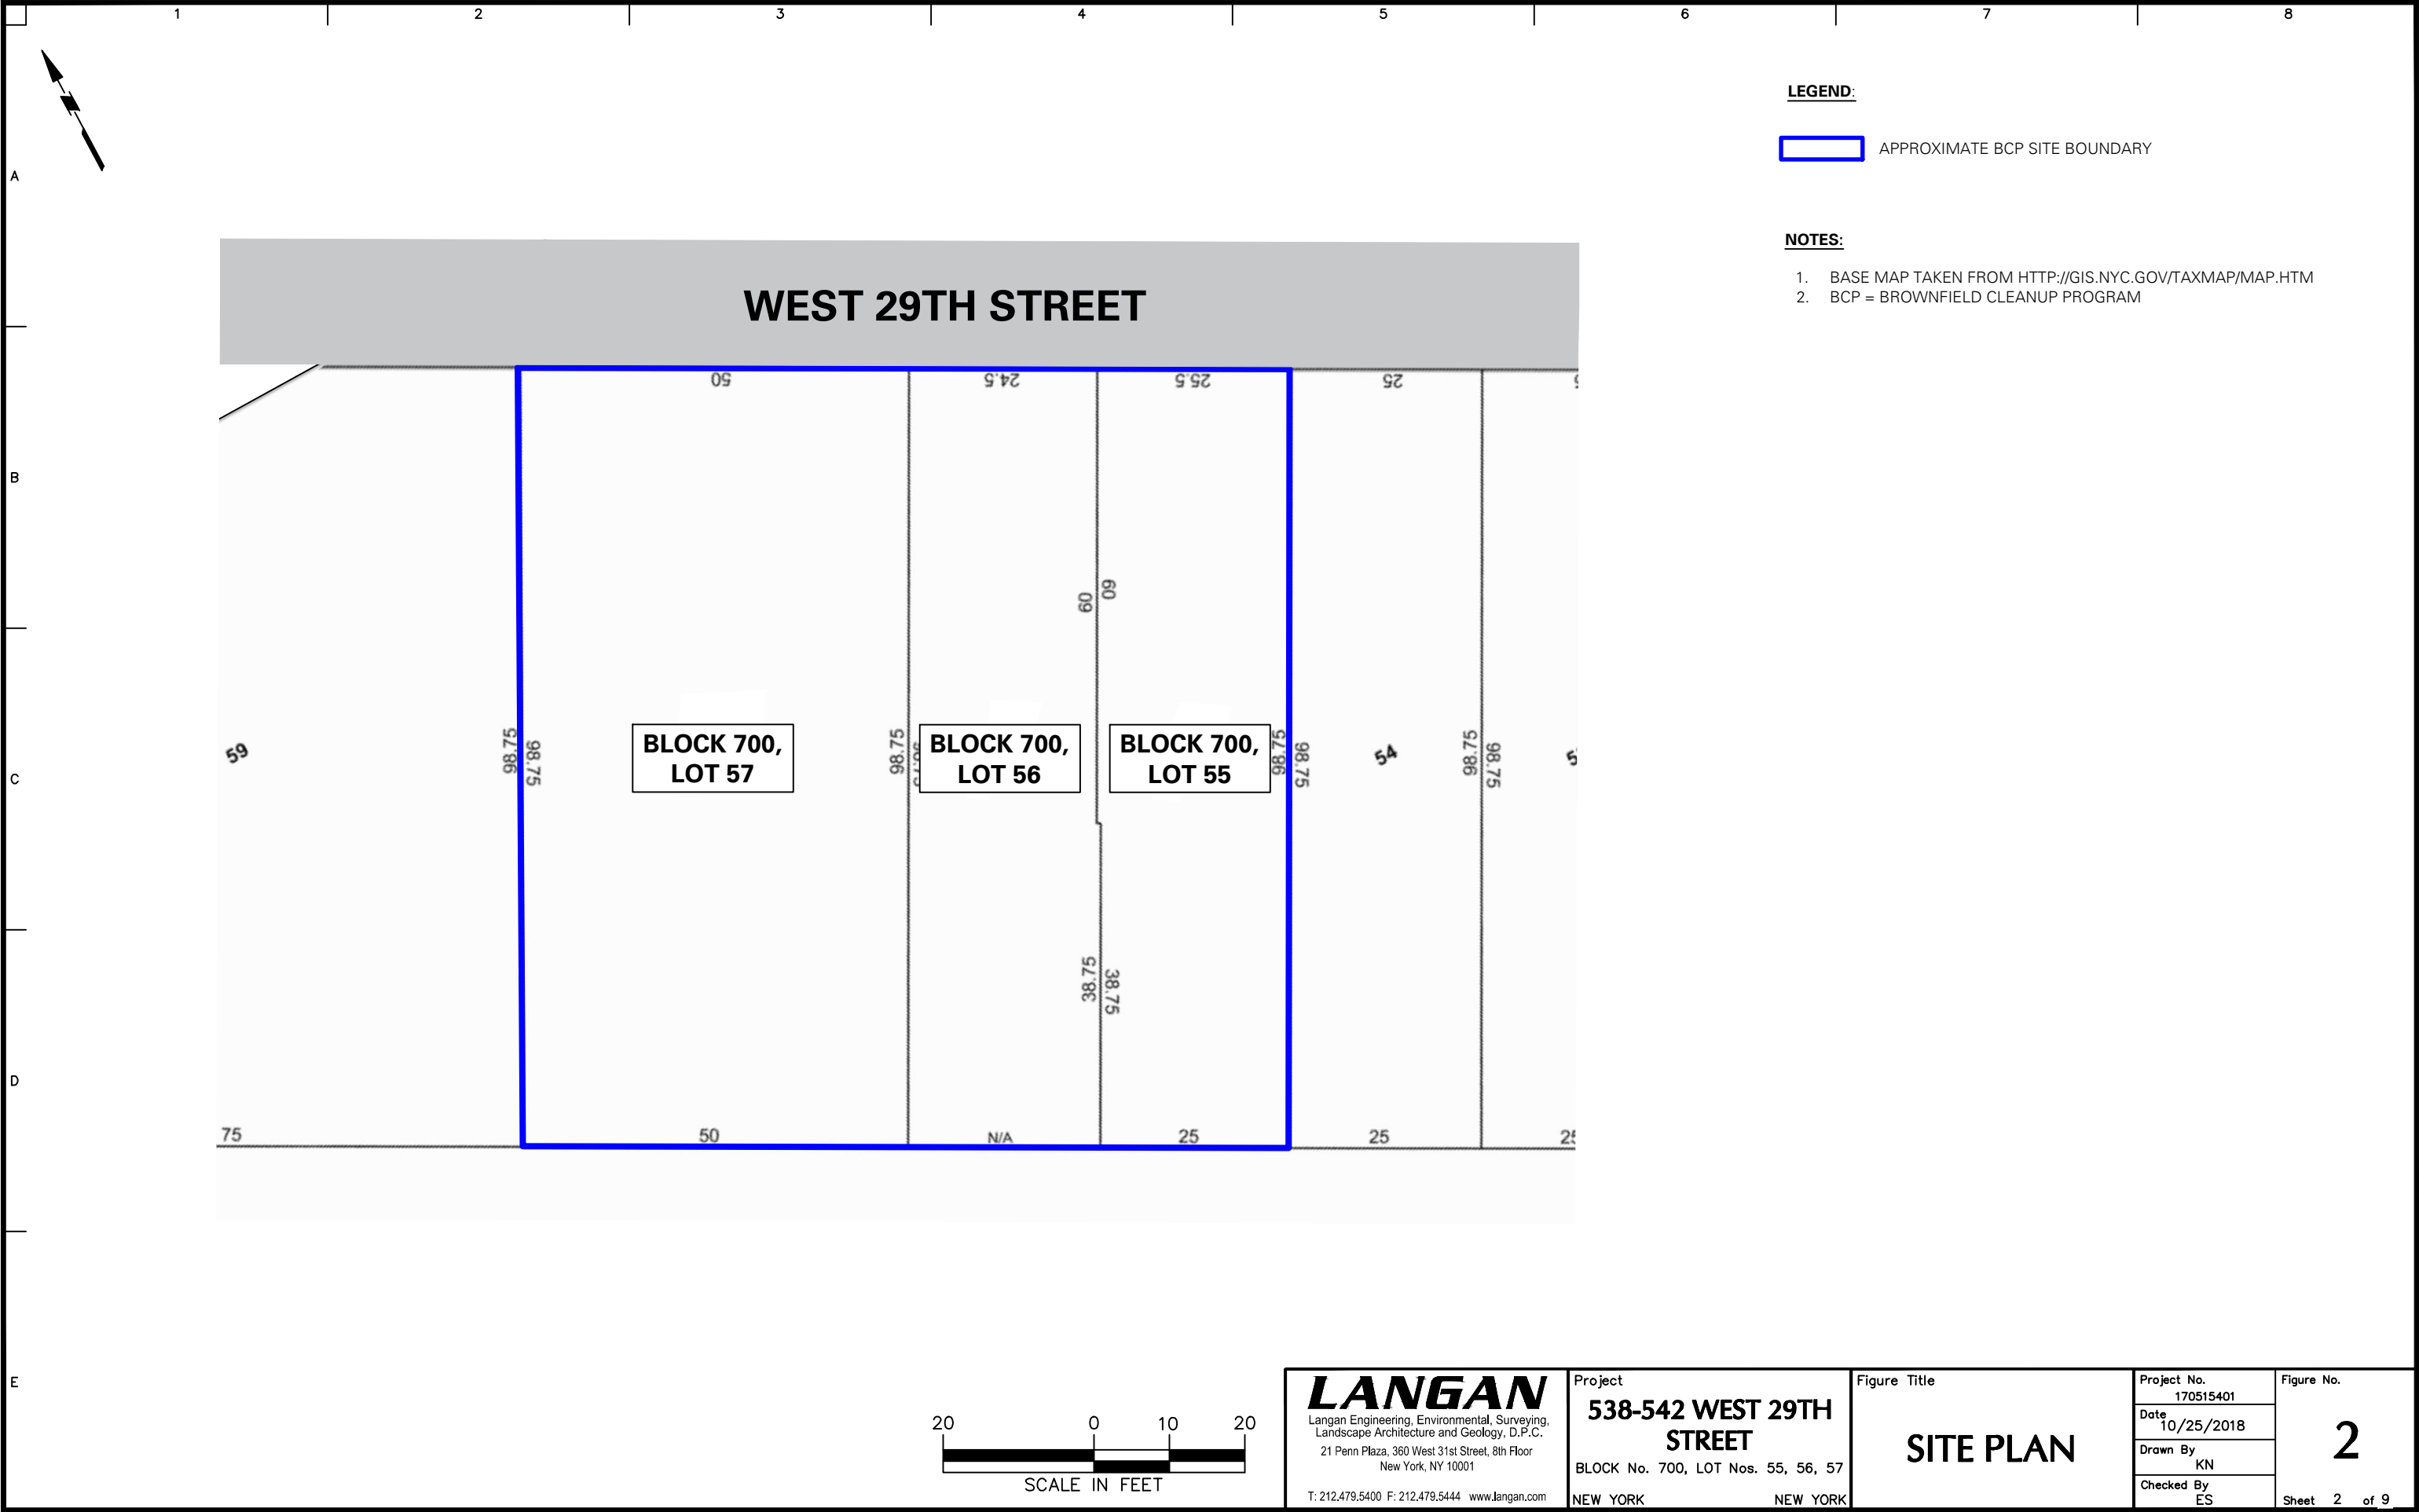 1 2 3 4 5 6 7 8
A
B
C
D
E
LEGEND:
APPROXIMATE BCP SITE BOUNDARY
NOTES:
1. BASE MAP TAKEN FROM HTTP://GIS.NYC.GOV/TAXMAP/MAP.HTM
2. BCP = BROWNFIELD CLEANUP PROGRAM
WEST 29TH STREET
50 24.5 25.5 25
60 60
59
98.75 98.75
BLOCK 700,
LOT 57
98.75
BLOCK 700,
LOT 56
BLOCK 700,
LOT 55
98.75 98.75
54
98.75 98.75
38.75 38.75
75 50 N/A 25 25
20 0 10 20
SCALE IN FEET
LANGAN
Langan Engineering, Environmental, Surveying,
Landscape Architecture and Geology, D.P.C.
21 Penn Plaza, 360 West 31st Street, 8th Floor
New York, NY 10001
T: 212.479.5400 F: 212.479.5444 www.langan.com
Project
538-542 WEST 29TH
STREET
BLOCK No. 700, LOT Nos. 55, 56, 57
NEW YORK NEW YORK
Figure Title
SITE PLAN
Project No.
170515401
Date
10/25/2018
Drawn By
KN
Checked By
ES
Figure No.
2
Sheet 2 of 9